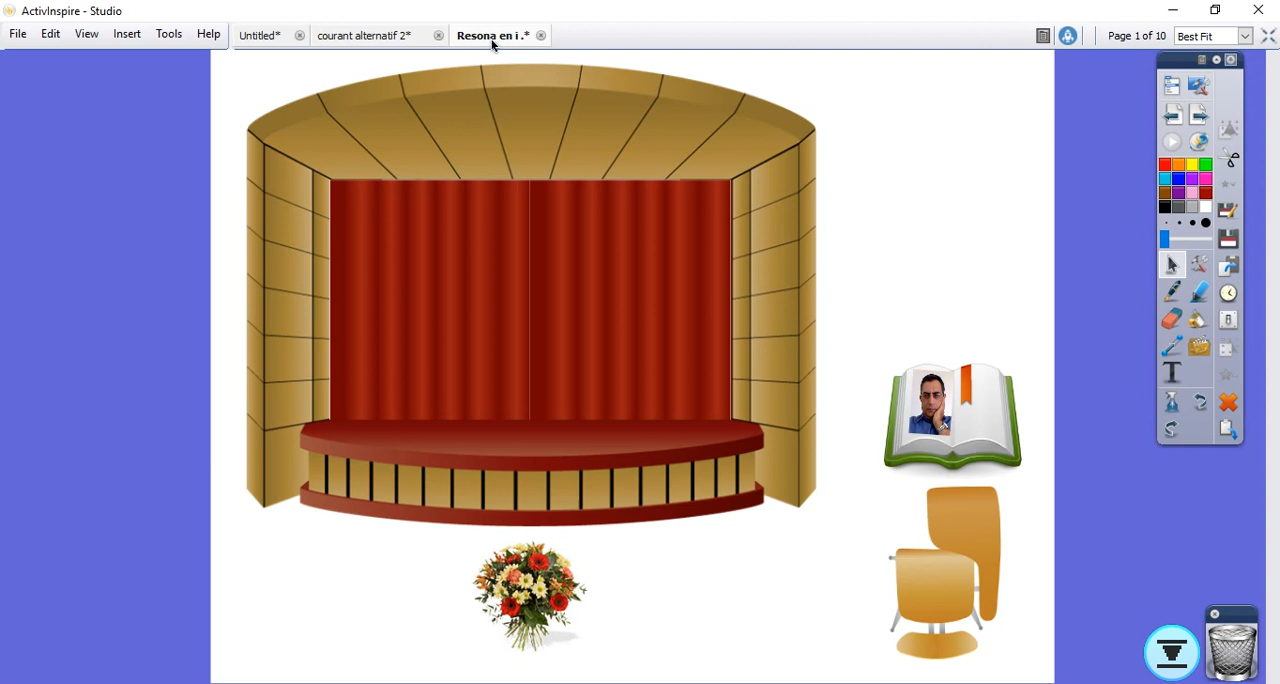 ActivInspire - Studio
File Edit View Insert Tools Help
Untitled* courant alternatif 2* Resona en i .*
Page 1 of 10 Best Fit
T